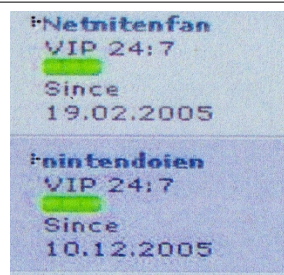 Netnitenfan
VIP 24:7
Since
19.02.2005
nintendoien
VIP 24:7
Since
10.12.2005